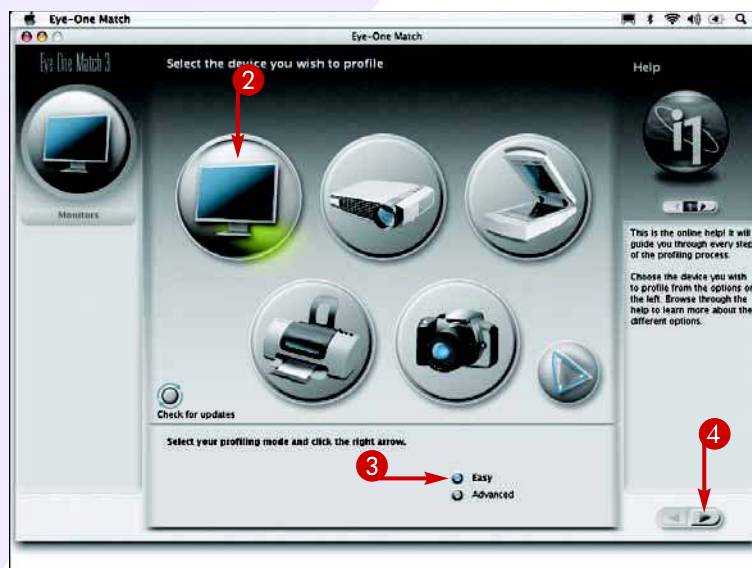 Eye-One Match
Eye-One Match
Eye One Match 3
Select the device you wish to profile
Help
2
i1
Monitors
1
This is the online help! It will
guide you through every step
of the profiling process.
Choose the device you wish
to profile from the options on
the left. Browse through the
help to learn more about the
different options.
Check for updates
Select your profiling mode and click the right arrow.
3
Easy
Advanced
4